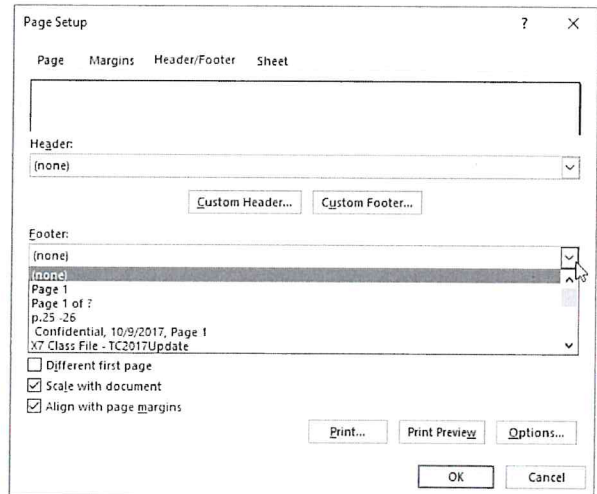 Page Setup ? ×
Page Margins Header/Footer Sheet
Header:
(none)
Custom Header... Custom Footer...
Footer:
(none)
(none)
Page 1
Page 1 of ?
p.25 -26
Confidential, 10/9/2017, Page 1
X7 Class File - TC2017Update
Different first page
Scale with document
Align with page margins
Print... Print Preview Options...
OK Cancel